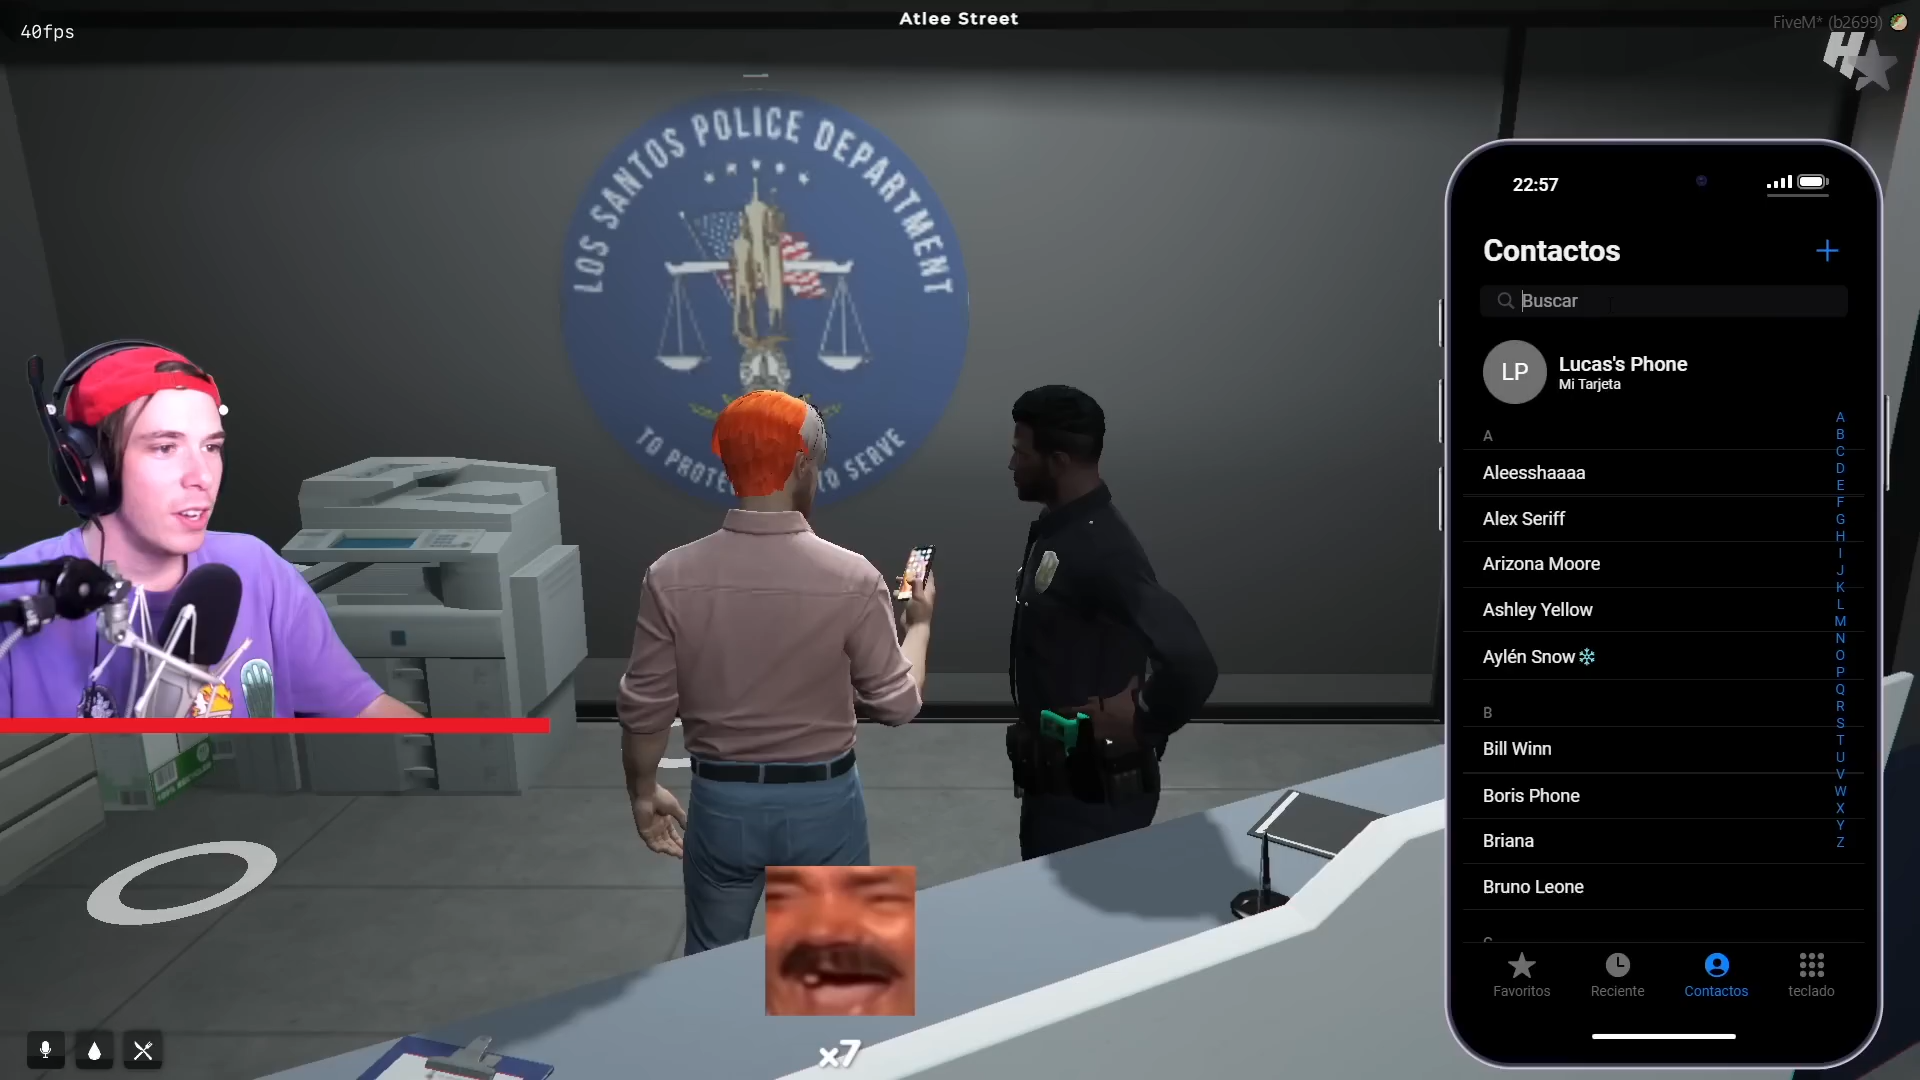 Atlee Street
40fps
FiveM* (b2699)
LOS SANTOS POLICE DEPARTMENT
TO SERVE
22:57
Contactos
Buscar
LP
Lucas's Phone
Mi Tarjeta
A
Aleesshaaaa
Alex Seriff
Arizona Moore
Ashley Yellow
Aylén Snow❄
B
Bill Winn
Boris Phone
Briana
Bruno Leone
A
B
C
D
E
F
G
H
I
J
K
L
M
N
O
P
Q
R
S
T
U
V
W
X
Y
Z
Favoritos
Reciente
Contactos
teclado
x7